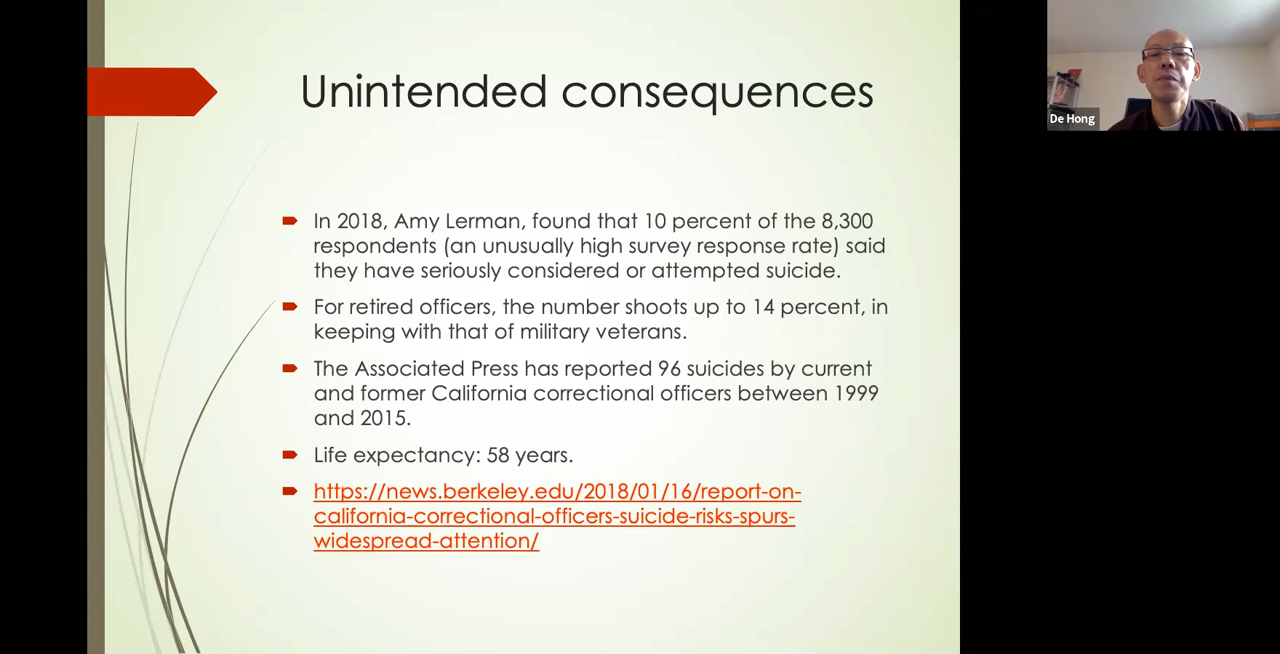 Unintended consequences
In 2018, Amy Lerman, found that 10 percent of the 8,300
respondents (an unusually high survey response rate) said
they have seriously considered or attempted suicide.
For retired officers, the number shoots up to 14 percent, in
keeping with that of military veterans.
The Associated Press has reported 96 suicides by current
and former California correctional officers between 1999
and 2015.
Life expectancy: 58 years.
https://news.berkeley.edu/2018/01/16/report-on-
california-correctional-officers-suicide-risks-spurs-
widespread-attention/
De Hong